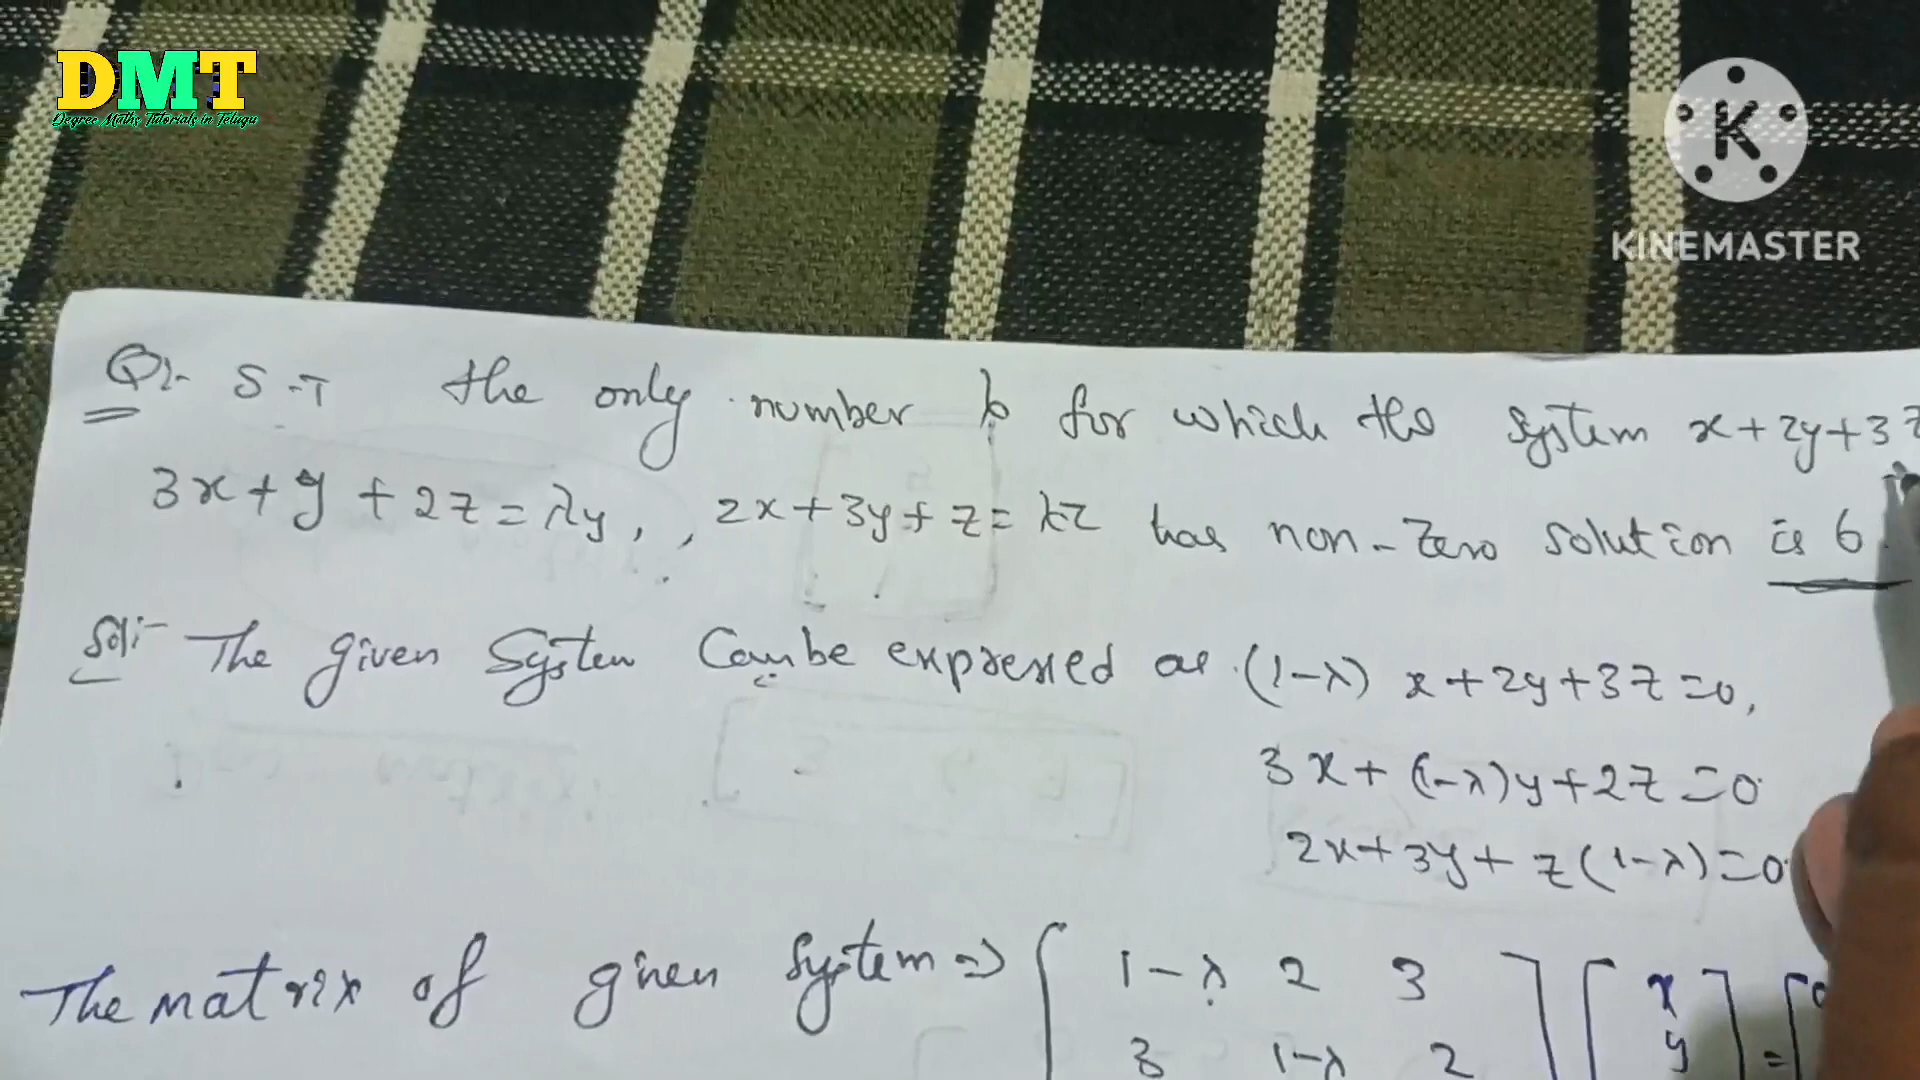 DMT
Degree Maths Tutorials in Telugu
KINEMASTER
Q:- S.T the only number λ for which the system x+2y+3z
3x+y+2z=λy, , 2x+3y+z=λz has non-Zero solution is 6.
Sol:- The given System Can be expressed as (1-λ) x+2y+3z=0,
3x+(1-λ)y+2z=0
2x+3y+z(1-λ)=0
The matrix of given system => [ 1-λ 2 3 ] [ x ] [ 0
3 1-λ 2 y =